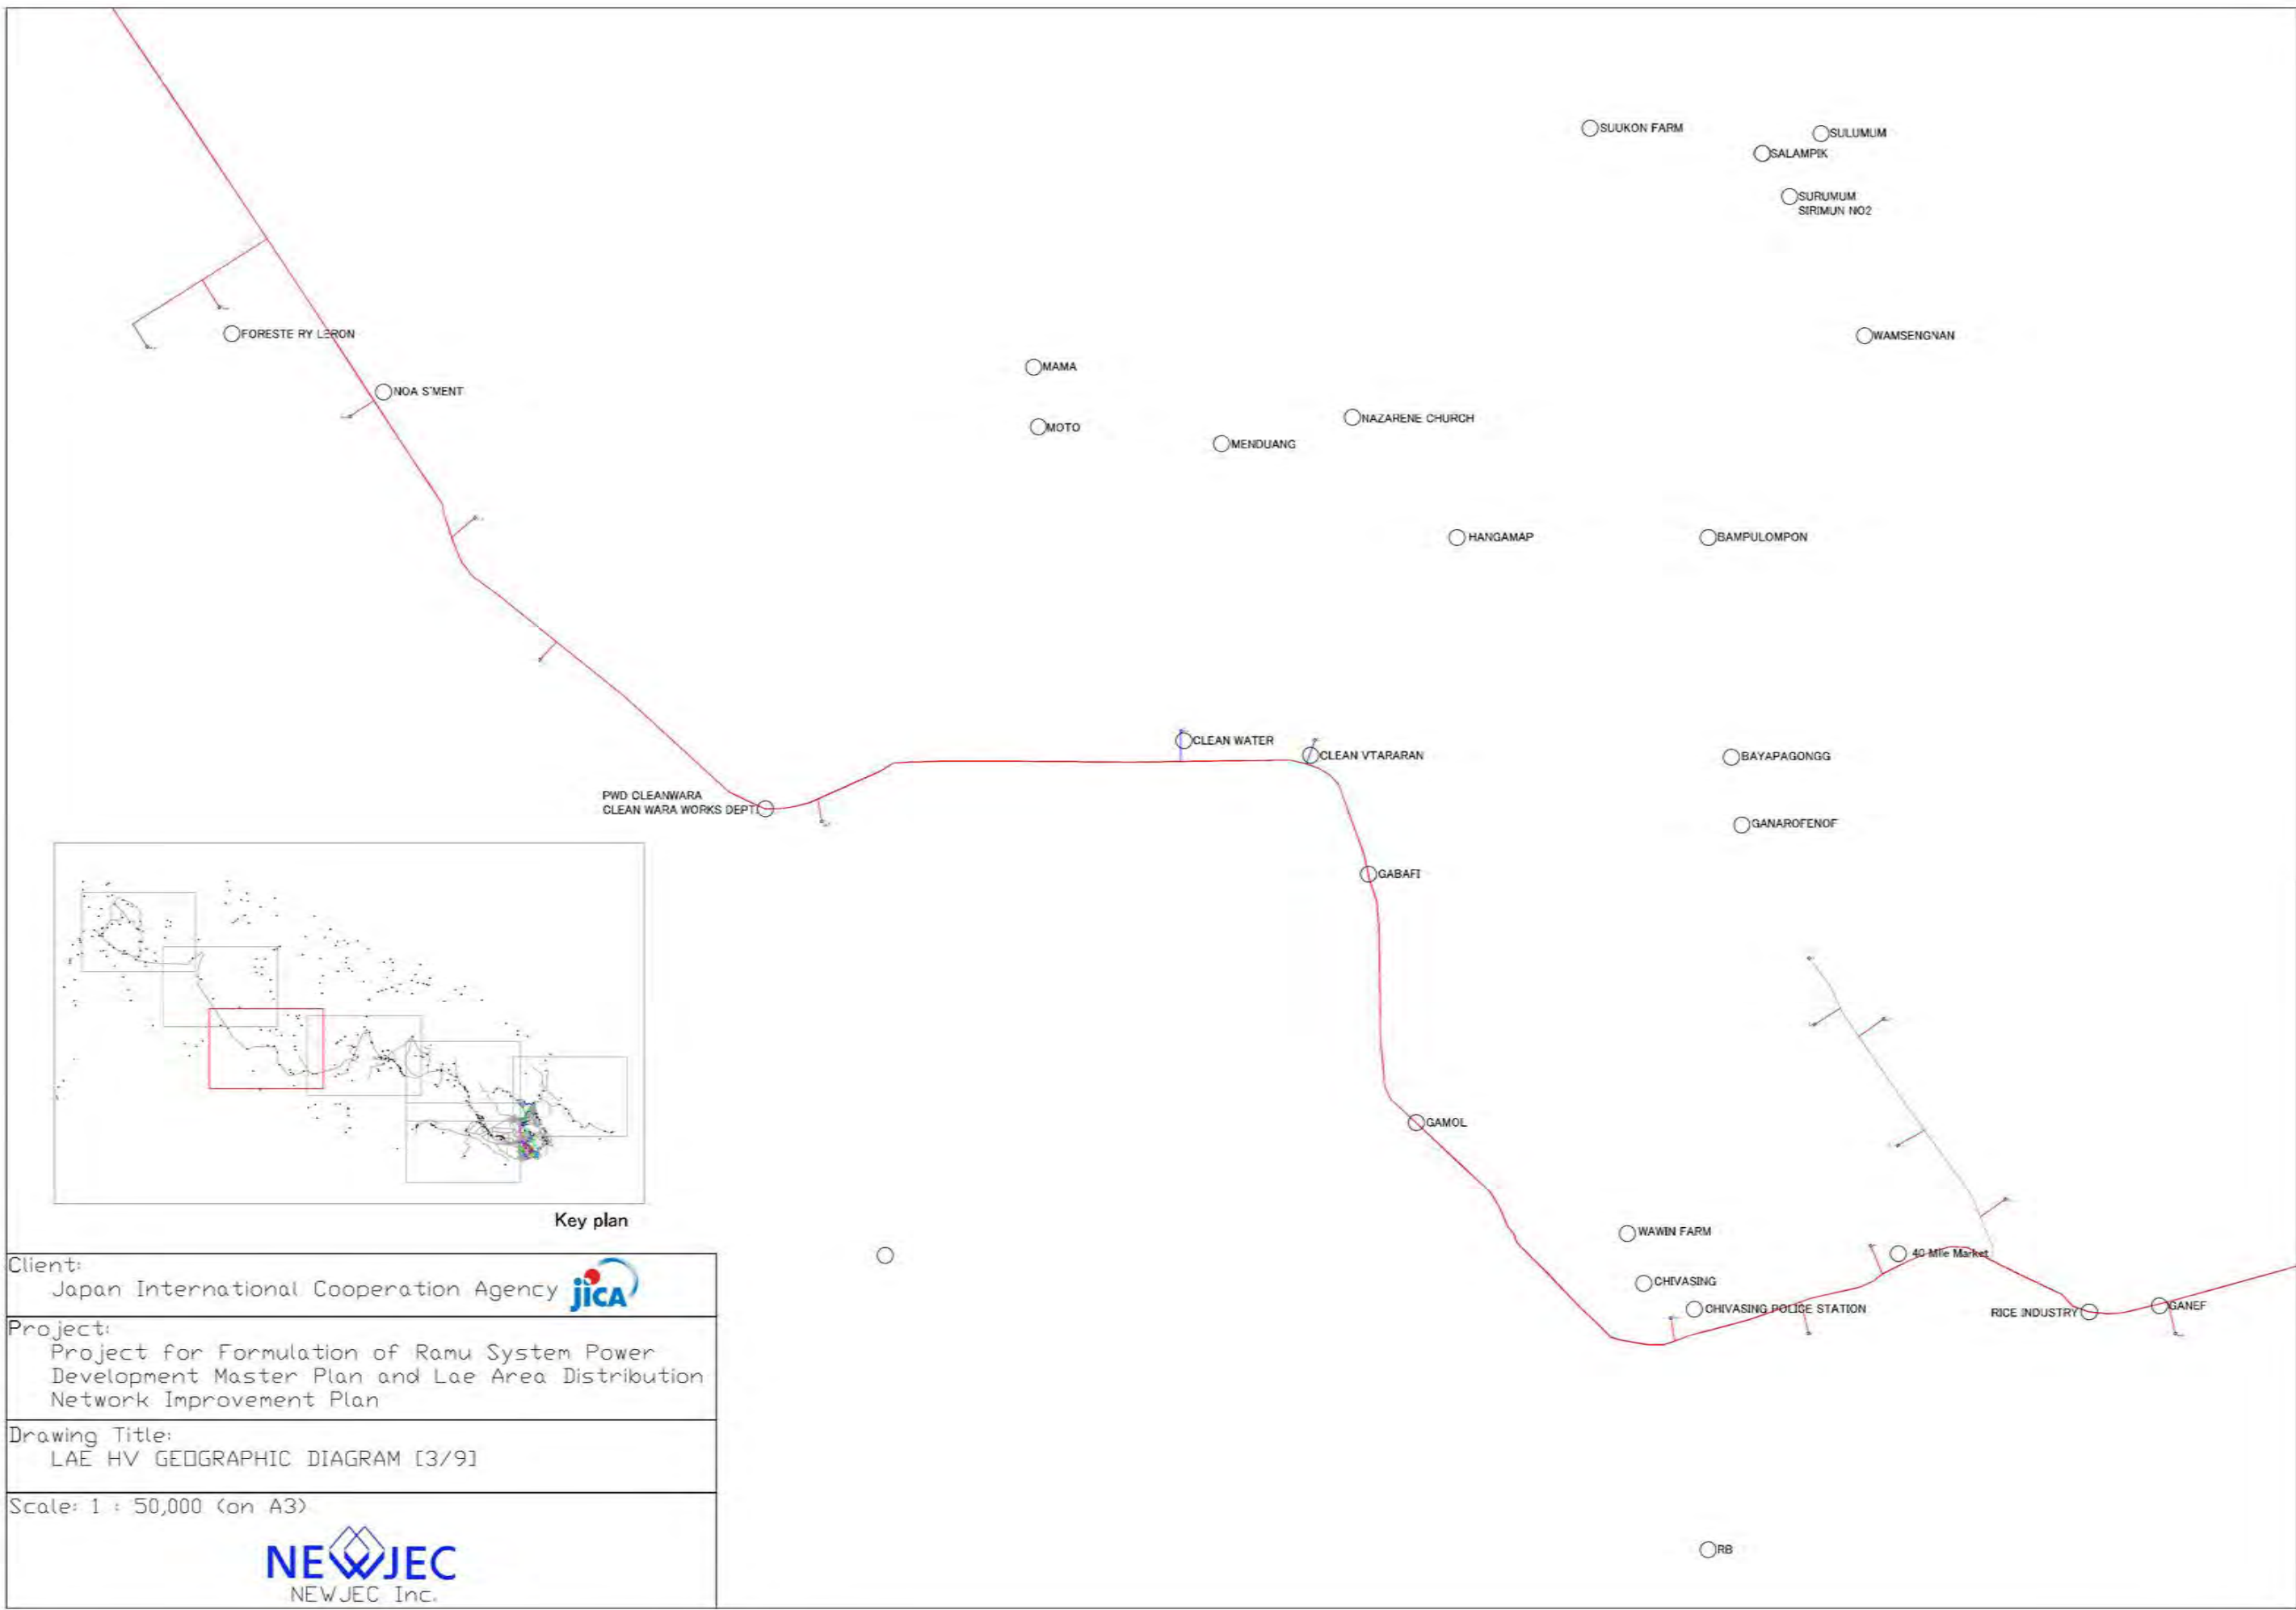 SUUKON FARM
SULUMUM
SALAMPIK
SURUMUM
SIRIMUN NO2
FORESTE RY LERON
WAMSENGNAN
MAMA
NOA S'MENT
NAZARENE CHURCH
MOTO
MENDUANG
HANGAMAP
BAMPULOMPON
CLEAN WATER
CLEAN VTARARAN
BAYAPAGONGG
PWD CLEANWARA
CLEAN WARA WORKS DEPT
GANAROFENOF
GABAFI
GAMOL
WAWIN FARM
40 Mile Market
CHIVASING
CHIVASING POLICE STATION
RICE INDUSTRY
GANEF
RB
Key plan
Client:
Japan International Cooperation Agency jica
Project:
Project for Formulation of Ramu System Power
Development Master Plan and Lae Area Distribution
Network Improvement Plan
Drawing Title:
LAE HV GEOGRAPHIC DIAGRAM [3/9]
Scale: 1 : 50,000 (on A3)
NEWJEC
NEWJEC Inc.